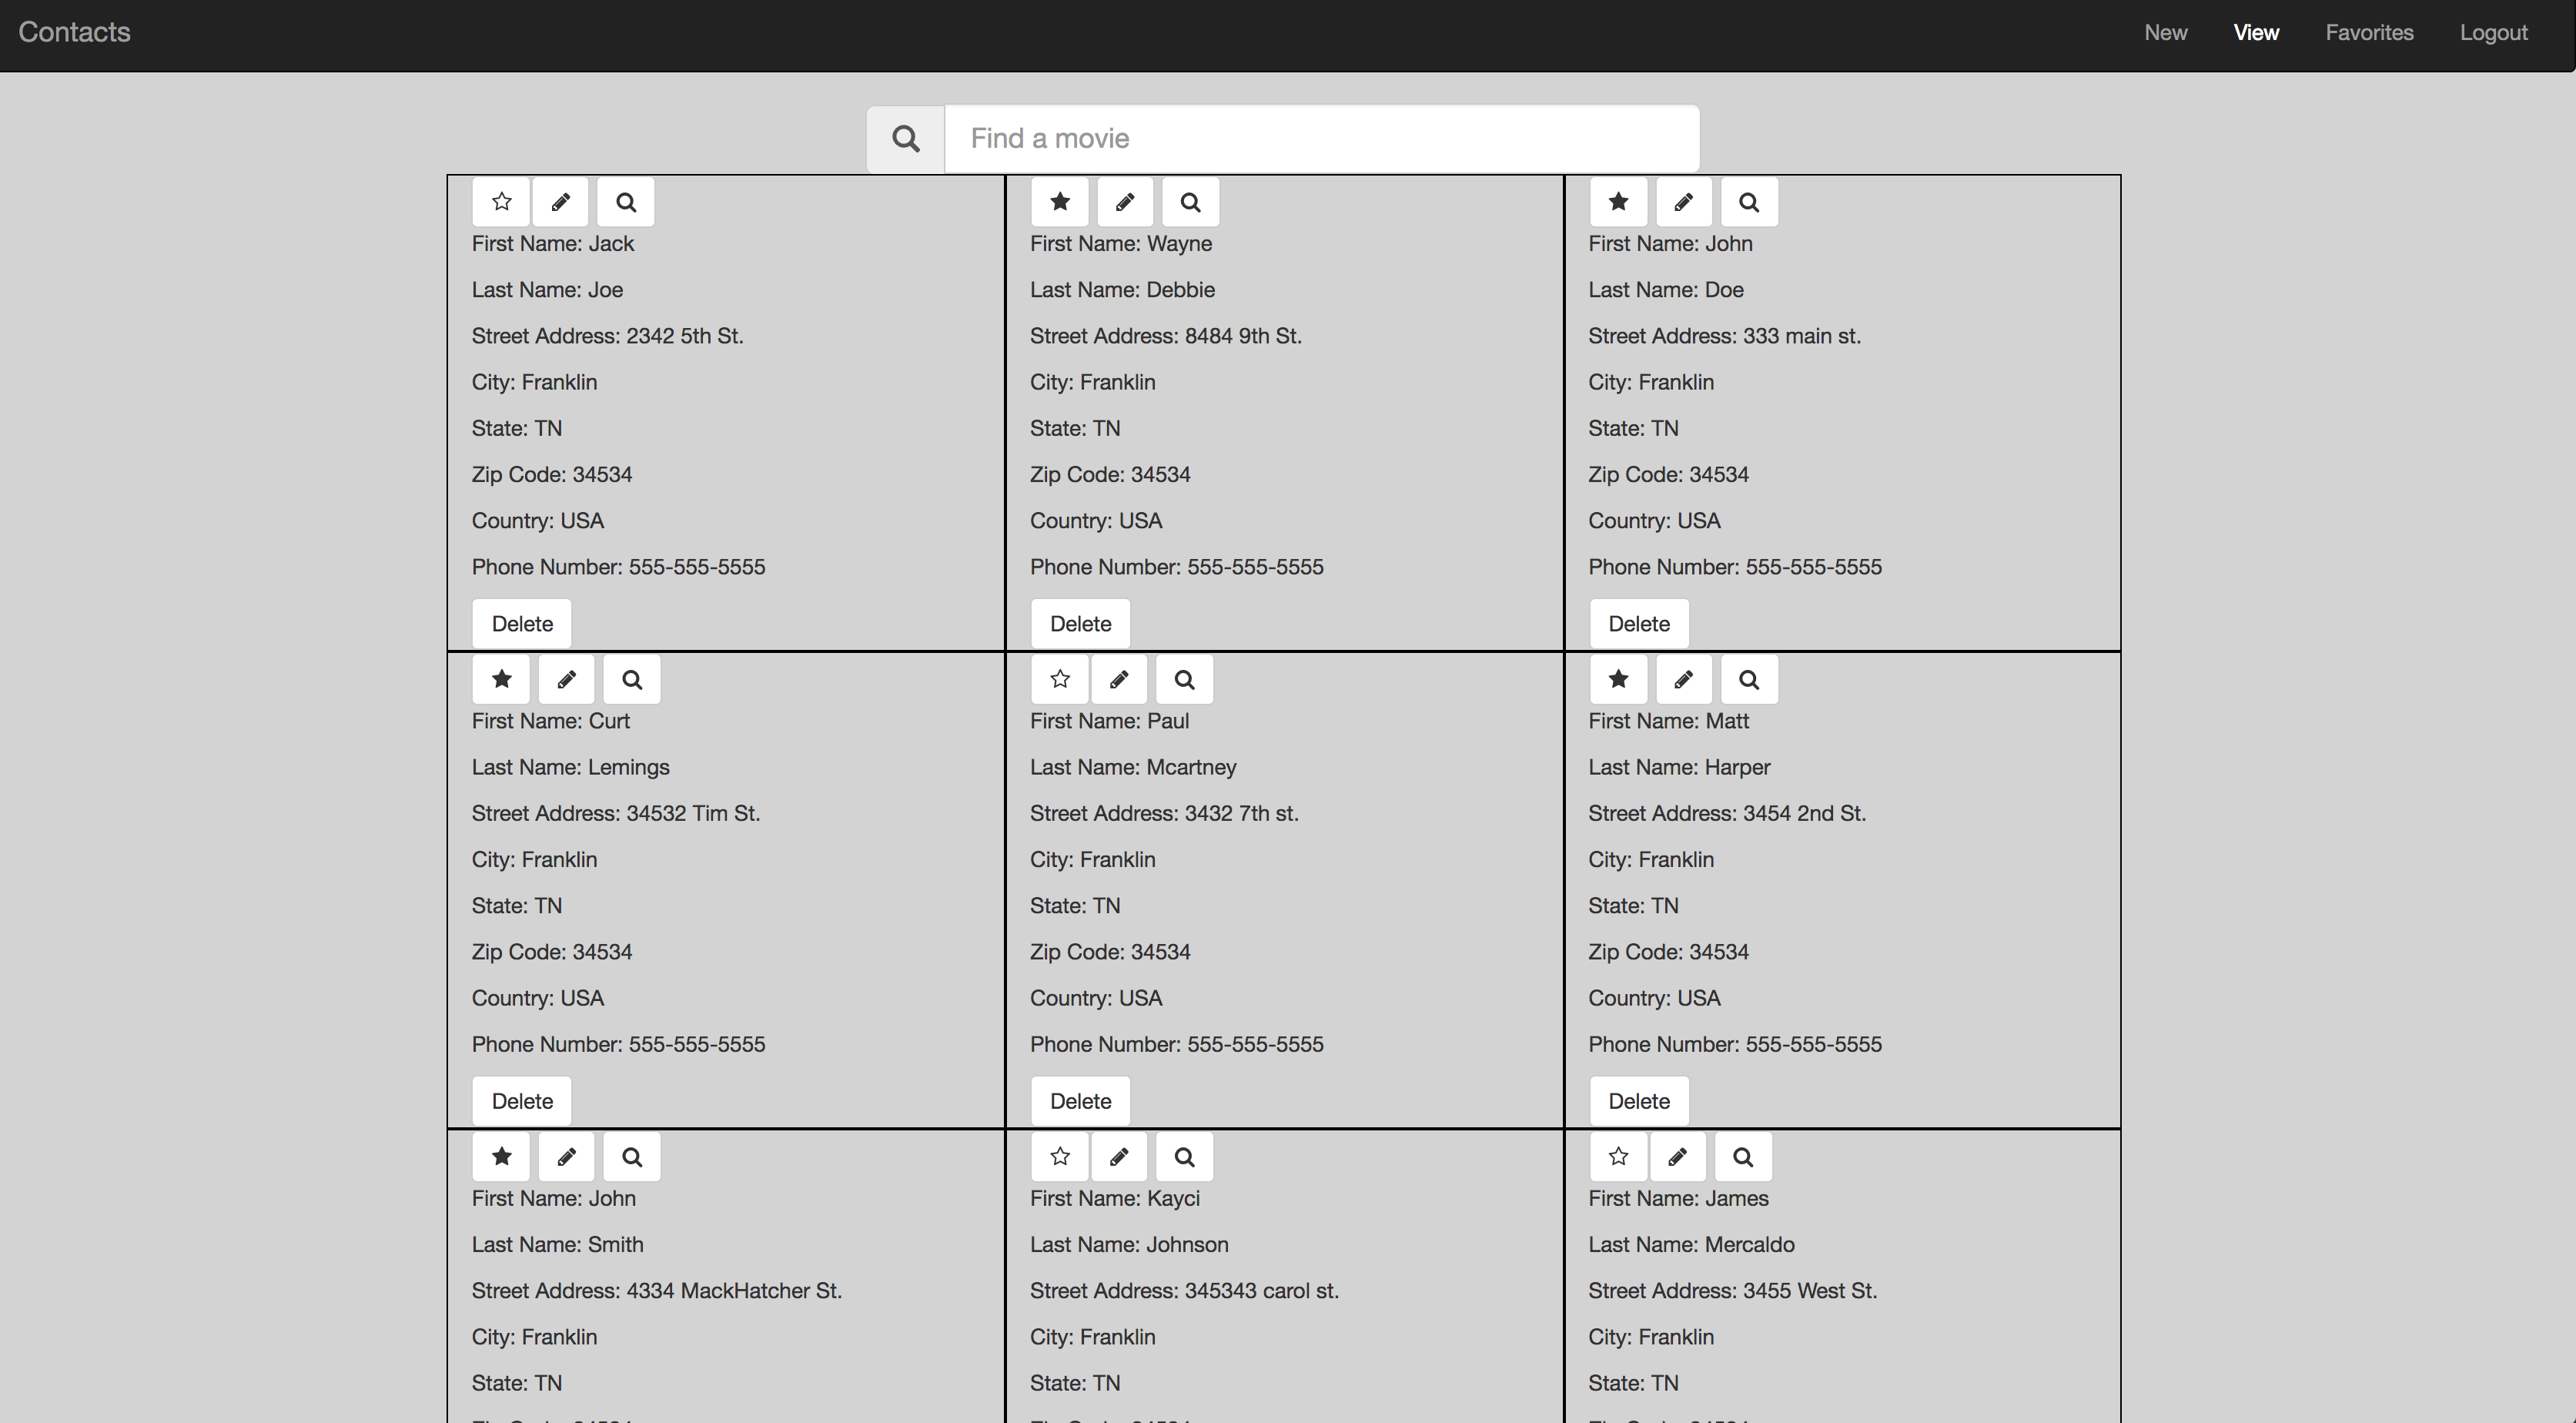 Contacts
New View Favorites Logout
Find a movie
First Name: Jack
Last Name: Joe
Street Address: 2342 5th St.
City: Franklin
State: TN
Zip Code: 34534
Country: USA
Phone Number: 555-555-5555
Delete
First Name: Wayne
Last Name: Debbie
Street Address: 8484 9th St.
City: Franklin
State: TN
Zip Code: 34534
Country: USA
Phone Number: 555-555-5555
Delete
First Name: John
Last Name: Doe
Street Address: 333 main st.
City: Franklin
State: TN
Zip Code: 34534
Country: USA
Phone Number: 555-555-5555
Delete
First Name: Curt
Last Name: Lemings
Street Address: 34532 Tim St.
City: Franklin
State: TN
Zip Code: 34534
Country: USA
Phone Number: 555-555-5555
Delete
First Name: Paul
Last Name: Mcartney
Street Address: 3432 7th st.
City: Franklin
State: TN
Zip Code: 34534
Country: USA
Phone Number: 555-555-5555
Delete
First Name: Matt
Last Name: Harper
Street Address: 3454 2nd St.
City: Franklin
State: TN
Zip Code: 34534
Country: USA
Phone Number: 555-555-5555
Delete
First Name: John
Last Name: Smith
Street Address: 4334 MackHatcher St.
City: Franklin
State: TN
First Name: Kayci
Last Name: Johnson
Street Address: 345343 carol st.
City: Franklin
State: TN
First Name: James
Last Name: Mercaldo
Street Address: 3455 West St.
City: Franklin
State: TN